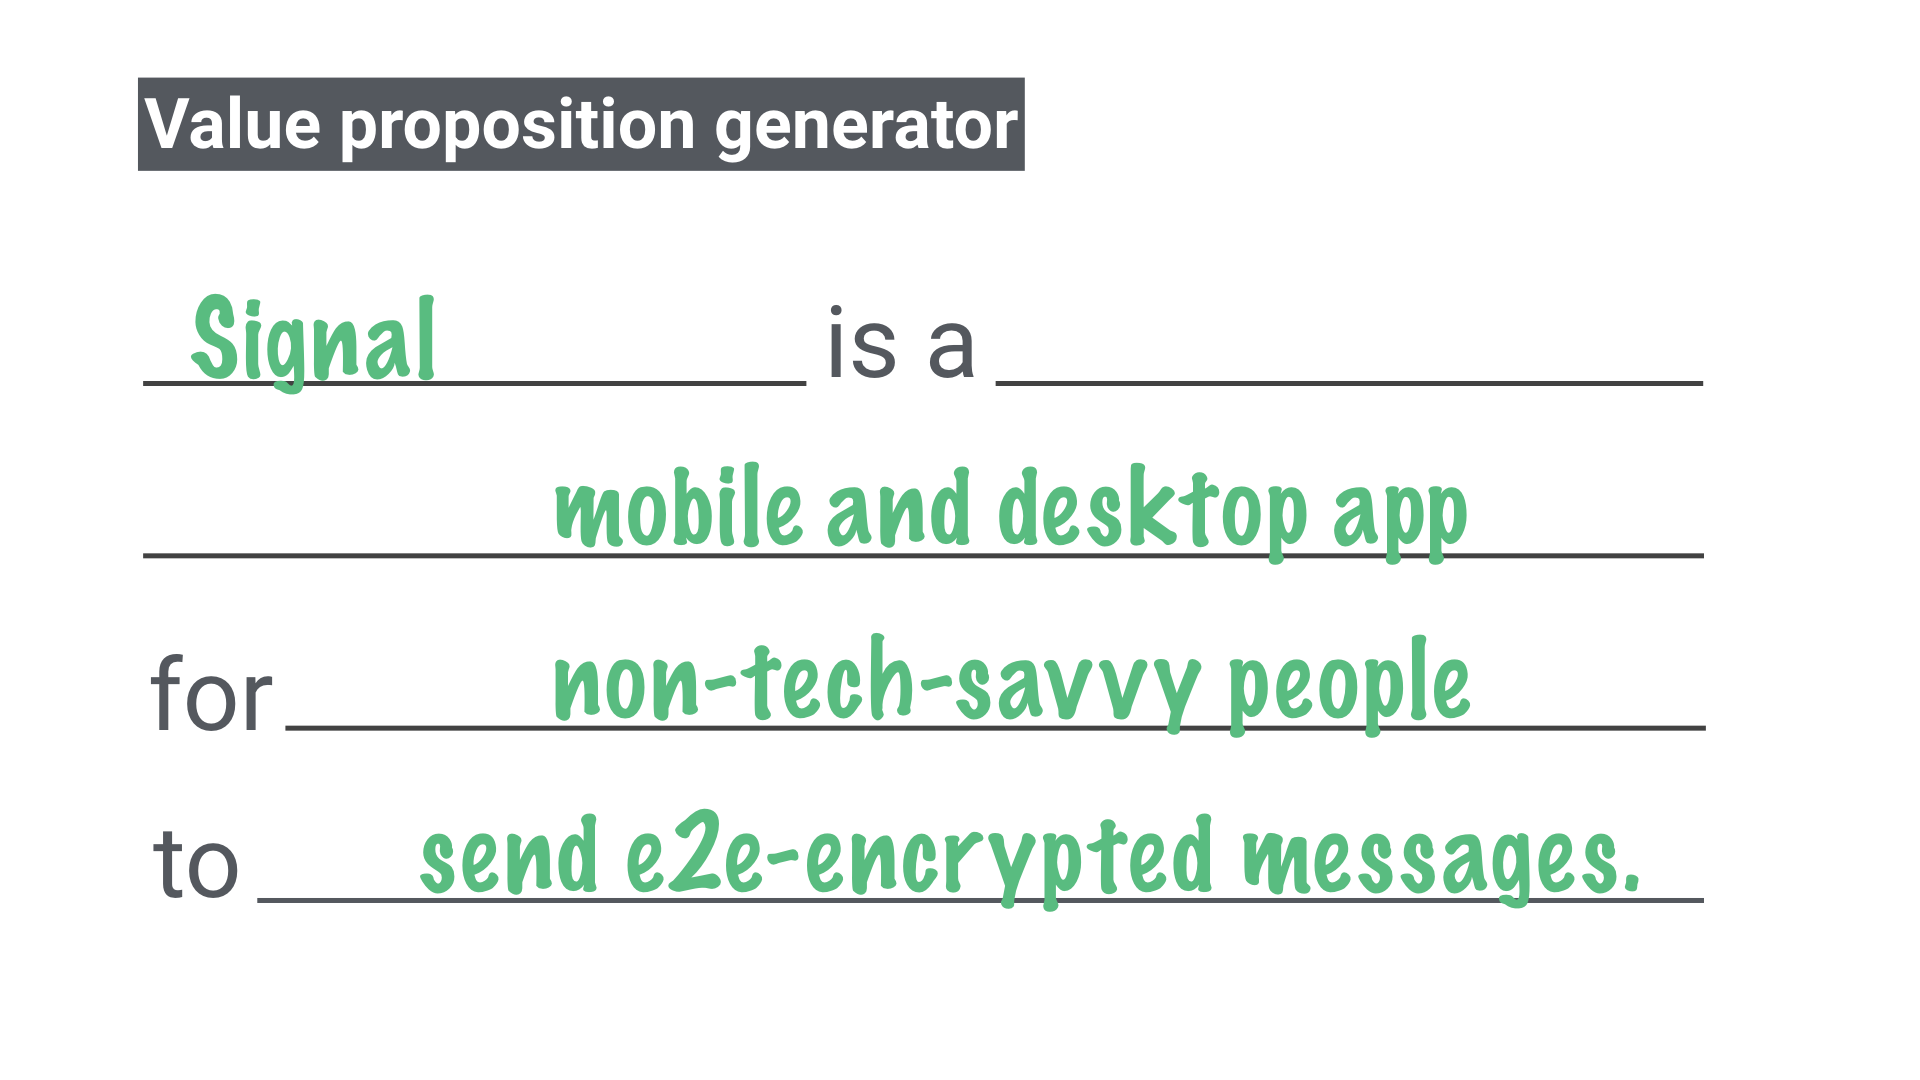 Value proposition generator
Signal is a
mobile and desktop app
for non-tech-savvy people
to send e2e-encrypted messages.